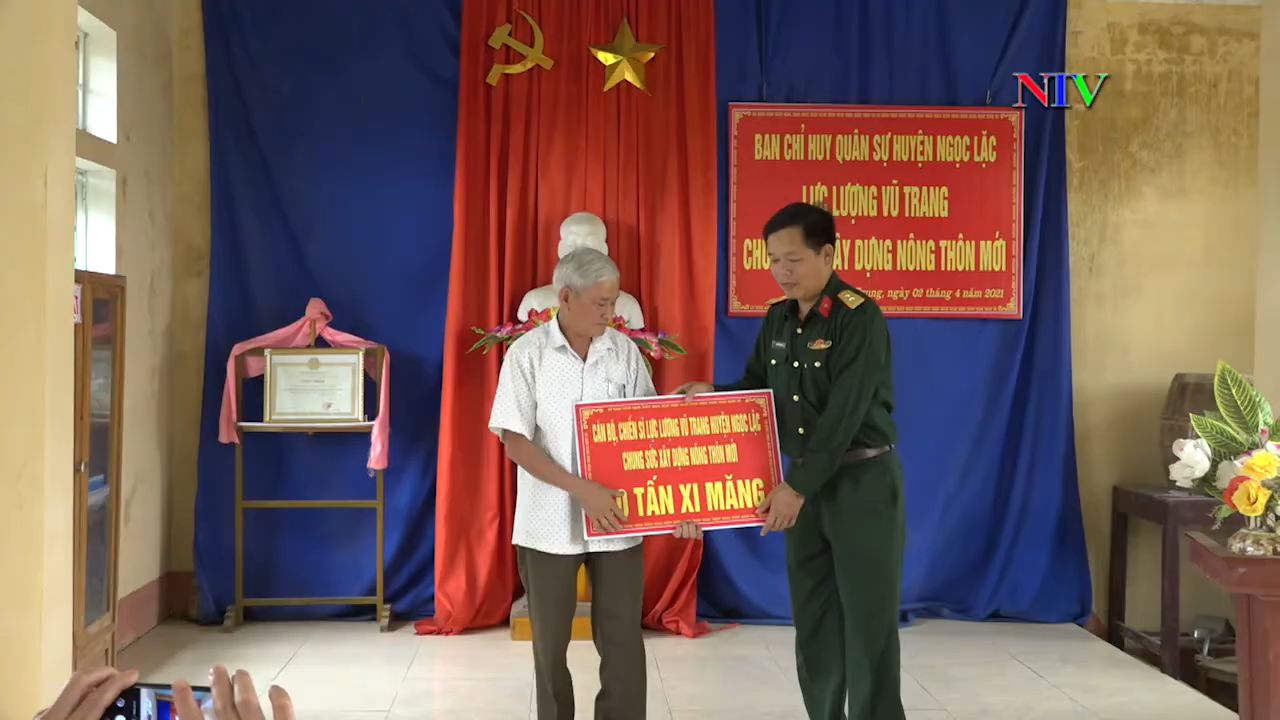 NTV
BAN CHỈ HUY QUÂN SỰ HUYỆN NGỌC LẶC
LỰC LƯỢNG VŨ TRANG
XÂY DỰNG NÔNG THÔN MỚI
ngày 02 tháng 4 năm 2021
CÁN BỘ, CHIẾN SĨ LỰC LƯỢNG VŨ TRANG HUYỆN NGỌC LẶC
CHUNG SỨC XÂY DỰNG NÔNG THÔN MỚI
TẤN XI MĂNG